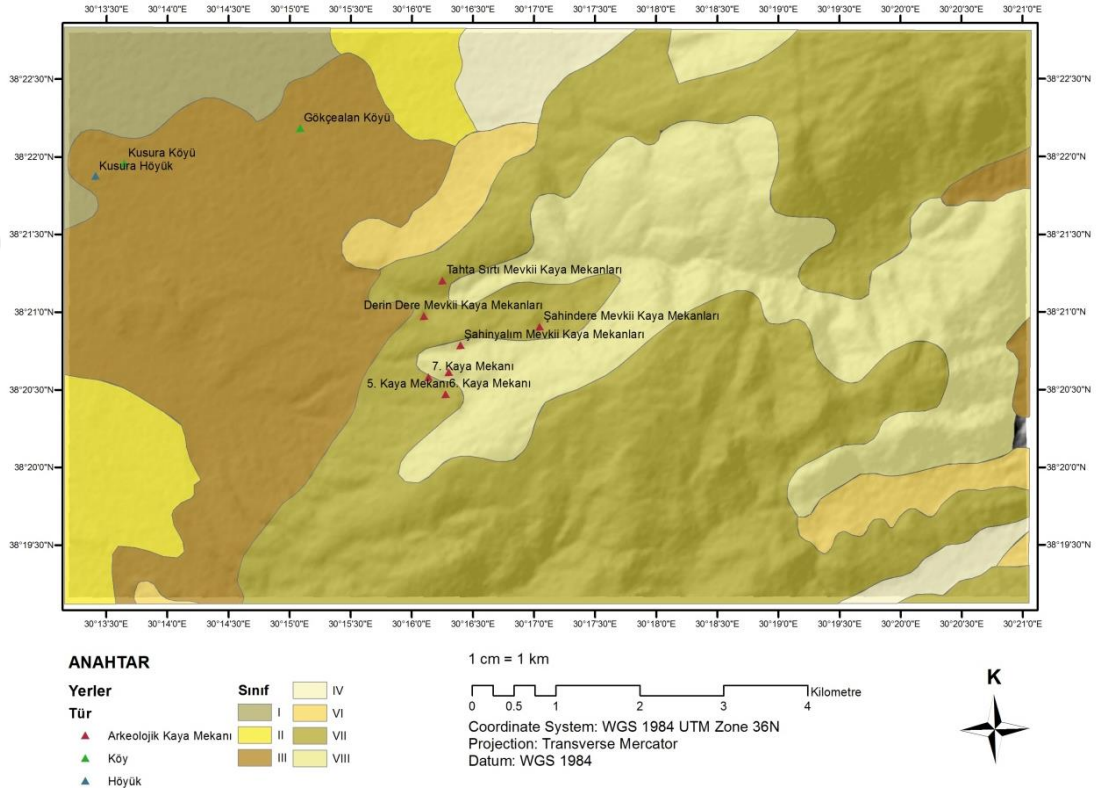 30°13'30"E 30°14'0"E 30°14'30"E 30°15'0"E 30°15'30"E 30°16'0"E 30°16'30"E 30°17'0"E 30°17'30"E 30°18'0"E 30°18'30"E 30°19'0"E 30°19'30"E 30°20'0"E 30°20'30"E 30°21'0"E
38°22'30"N 38°22'30"N
Gökçealan Köyü
Kusura Köyü
38°22'0"N 38°22'0"N
Kusura Höyük
38°21'30"N 38°21'30"N
Tahta Sırtı Mevkii Kaya Mekanları
Derin Dere Mevkii Kaya Mekanları
38°21'0"N 38°21'0"N
Şahindere Mevkii Kaya Mekanları
Şahinyalım Mevkii Kaya Mekanları
7. Kaya Mekanı
5. Kaya Mekanı 6. Kaya Mekanı
38°20'30"N 38°20'30"N
38°20'0"N 38°20'0"N
38°19'30"N 38°19'30"N
30°13'30"E 30°14'0"E 30°14'30"E 30°15'0"E 30°15'30"E 30°16'0"E 30°16'30"E 30°17'0"E 30°17'30"E 30°18'0"E 30°18'30"E 30°19'0"E 30°19'30"E 30°20'0"E 30°20'30"E 30°21'0"E
ANAHTAR
Yerler
Tür
Arkeolojik Kaya Mekanı
Köy
Höyük
Sınıf
I
II
III
IV
VI
VII
VIII
1 cm = 1 km
Kilometre
0 0.5 1 2 3 4
Coordinate System: WGS 1984 UTM Zone 36N
Projection: Transverse Mercator
Datum: WGS 1984
K